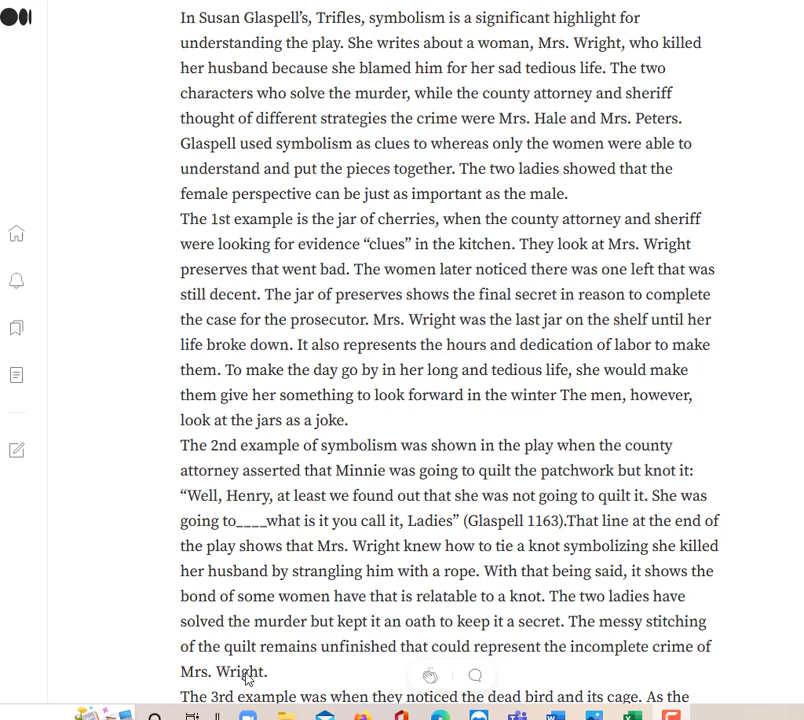 In Susan Glaspell’s, Trifles, symbolism is a significant highlight for
understanding the play. She writes about a woman, Mrs. Wright, who killed
her husband because she blamed him for her sad tedious life. The two
characters who solve the murder, while the county attorney and sheriff
thought of different strategies the crime were Mrs. Hale and Mrs. Peters.
Glaspell used symbolism as clues to whereas only the women were able to
understand and put the pieces together. The two ladies showed that the
female perspective can be just as important as the male.
The 1st example is the jar of cherries, when the county attorney and sheriff
were looking for evidence “clues” in the kitchen. They look at Mrs. Wright
preserves that went bad. The women later noticed there was one left that was
still decent. The jar of preserves shows the final secret in reason to complete
the case for the prosecutor. Mrs. Wright was the last jar on the shelf until her
life broke down. It also represents the hours and dedication of labor to make
them. To make the day go by in her long and tedious life, she would make
them give her something to look forward in the winter The men, however,
look at the jars as a joke.
The 2nd example of symbolism was shown in the play when the county
attorney asserted that Minnie was going to quilt the patchwork but knot it:
“Well, Henry, at least we found out that she was not going to quilt it. She was
going to____what is it you call it, Ladies” (Glaspell 1163).That line at the end of
the play shows that Mrs. Wright knew how to tie a knot symbolizing she killed
her husband by strangling him with a rope. With that being said, it shows the
bond of some women have that is relatable to a knot. The two ladies have
solved the murder but kept it an oath to keep it a secret. The messy stitching
of the quilt remains unfinished that could represent the incomplete crime of
Mrs. Wright.
The 3rd example was when they noticed the dead bird and its cage. As the